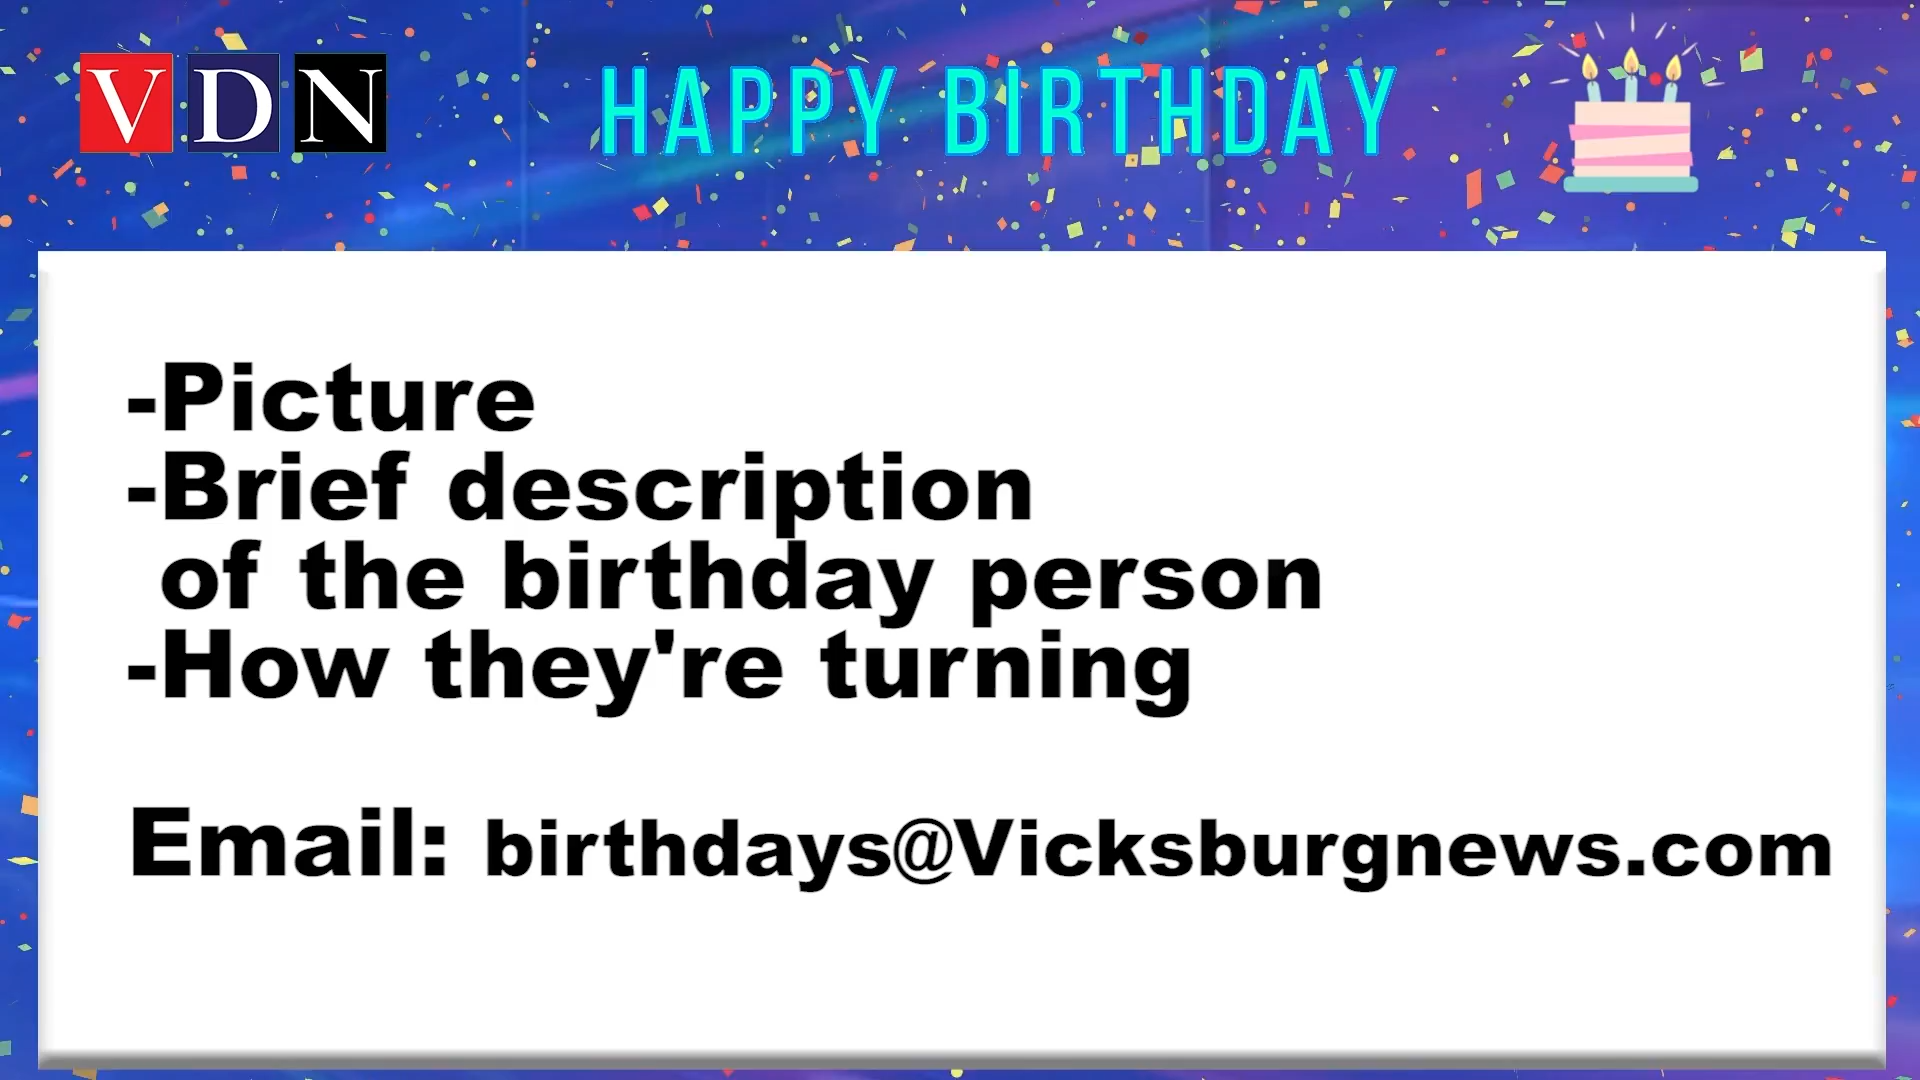 VDN
HAPPY BIRTHDAY
-Picture
-Brief description
of the birthday person
-How they're turning
Email: birthdays@Vicksburgnews.com